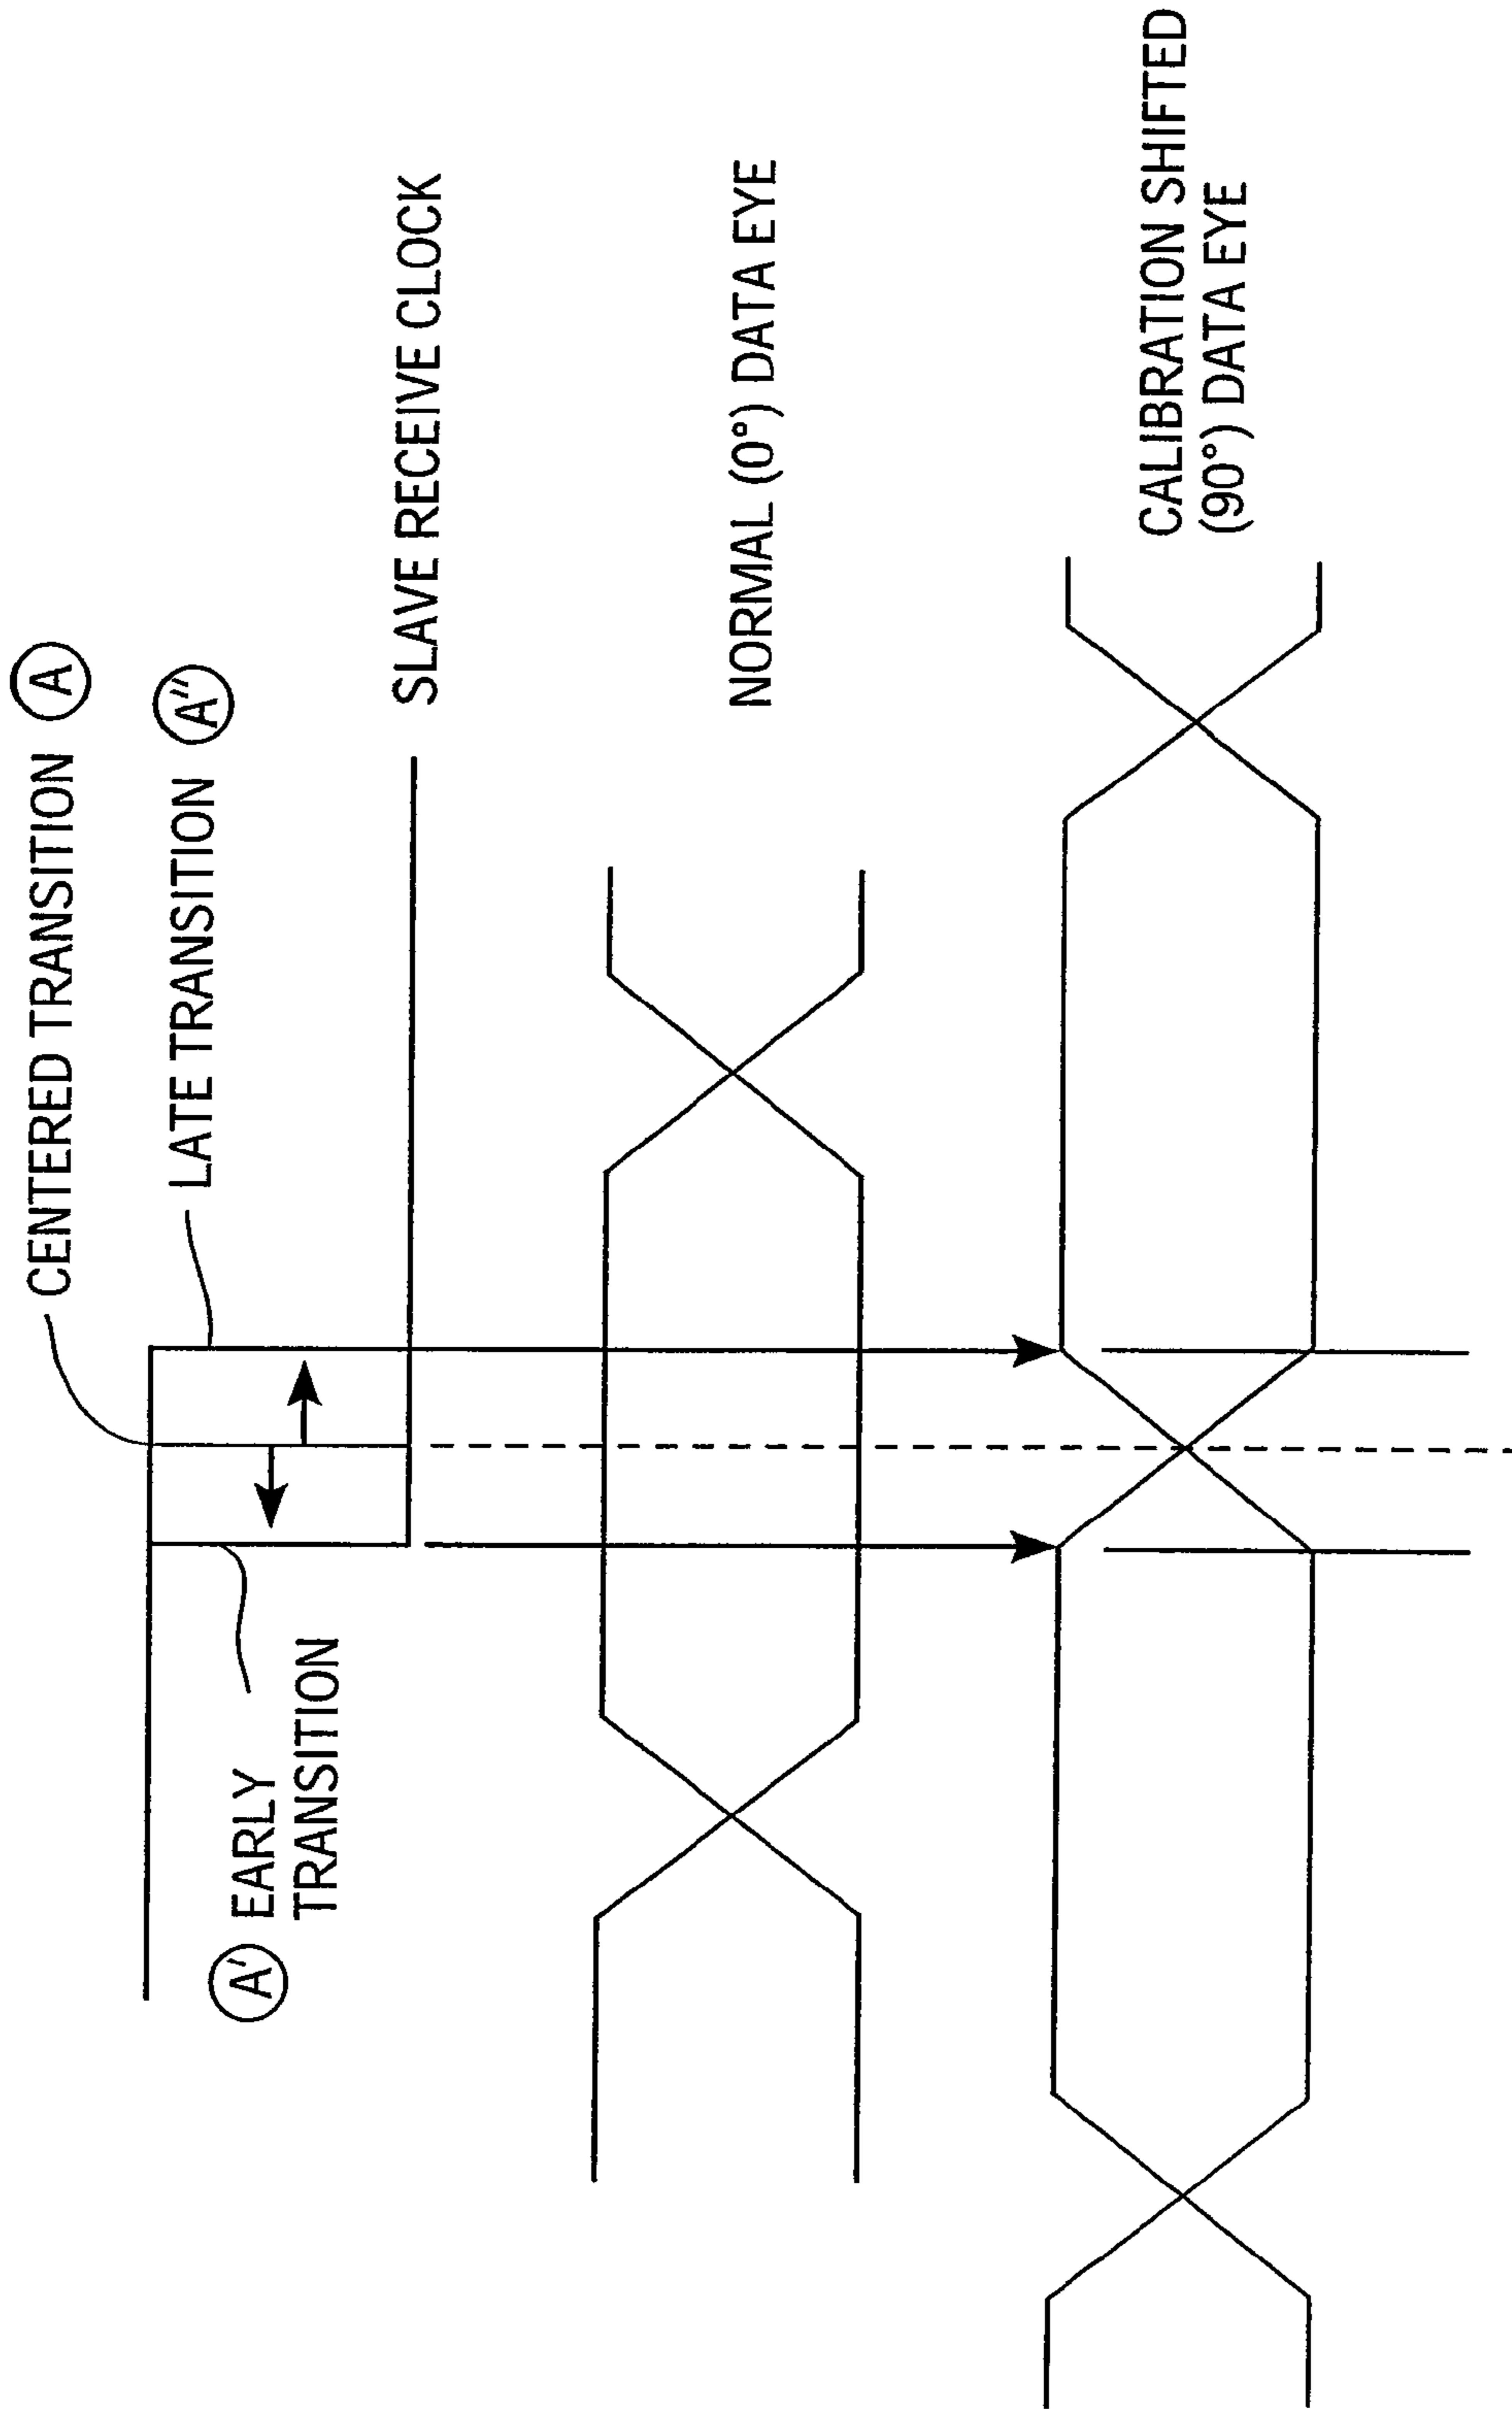 CENTERED TRANSITION A
LATE TRANSITION A"
A' EARLY
TRANSITION
SLAVE RECEIVE CLOCK
NORMAL (0°) DATA EYE
CALIBRATION SHIFTED
(90°) DATA EYE